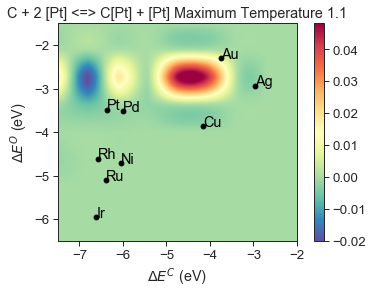 C + 2 [Pt] <=> C[Pt] + [Pt] Maximum Temperature 1.1
−2
−3
−4
−5
−6
ΔE^O (eV)
Au
Ag
Pt
Pd
Cu
Rh
Ni
Ru
Ir
−7
−6
−5
−4
−3
−2
ΔE^C (eV)
0.04
0.03
0.02
0.01
0.00
−0.01
−0.02